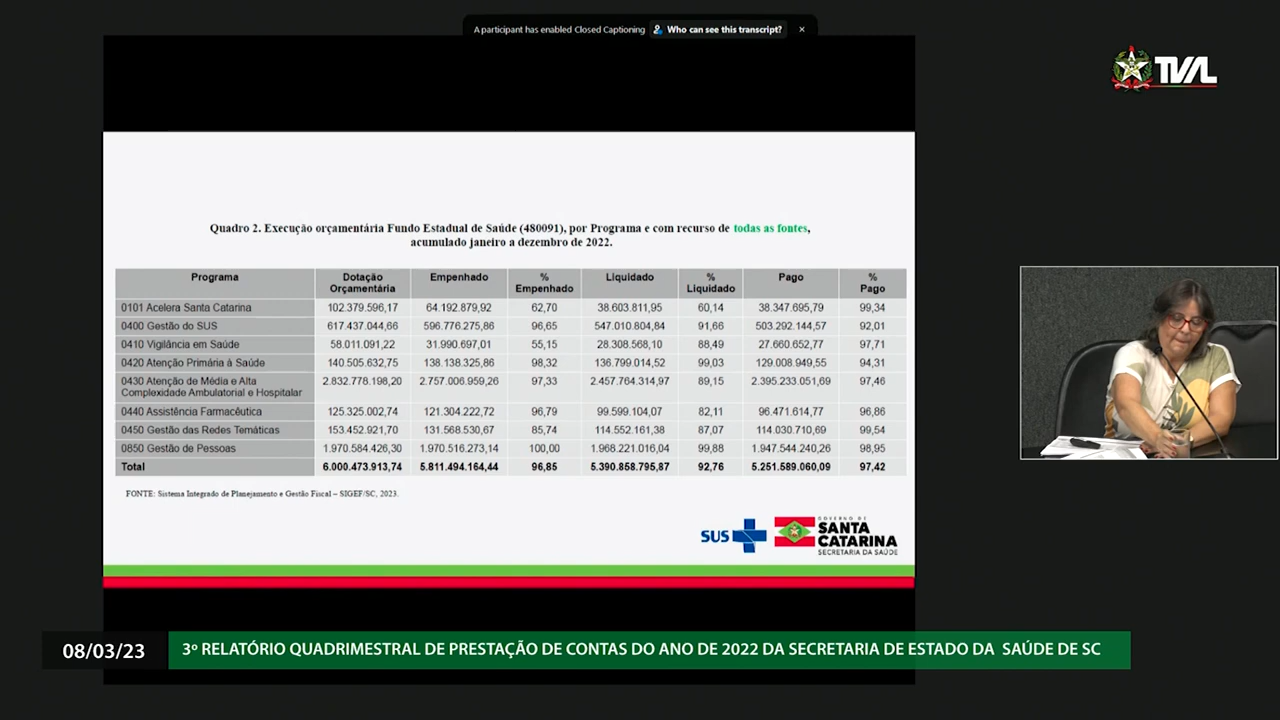 A participant has enabled Closed Captioning Who can see this transcript? ×
TVAL
Quadro 2. Execução orçamentária Fundo Estadual de Saúde (480091), por Programa e com recurso de todas as fontes,
acumulado janeiro a dezembro de 2022.
Programa Dotação Orçamentária Empenhado % Empenhado Liquidado % Liquidado Pago % Pago
0101 Acelera Santa Catarina 102.379.596,17 64.192.879,92 62,70 38.603.811,95 60,14 38.347.695,79 99,34
0400 Gestão do SUS 617.437.044,66 596.776.275,86 96,65 547.010.804,84 91,66 503.292.144,57 92,01
0410 Vigilância em Saúde 58.011.091,22 31.990.697,01 55,15 28.308.568,10 88,49 27.660.652,77 97,71
0420 Atenção Primária à Saúde 140.505.632,75 138.138.325,86 98,32 136.799.014,52 99,03 129.008.949,55 94,31
0430 Atenção de Média e Alta 2.832.778.198,20 2.757.006.959,26 97,33 2.457.764.314,97 89,15 2.395.233.051,69 97,46
Complexidade Ambulatorial e Hospitalar
0440 Assistência Farmacêutica 125.325.002,74 121.304.222,72 96,79 99.599.104,07 82,11 96.471.614,77 96,86
0450 Gestão das Redes Temáticas 153.452.921,70 131.568.530,67 85,74 114.552.161,38 87,07 114.030.710,69 99,54
0850 Gestão de Pessoas 1.970.584.426,30 1.970.516.273,14 100,00 1.968.221.016,04 99,88 1.947.544.240,26 98,95
Total 6.000.473.913,74 5.811.494.164,44 96,85 5.390.858.795,87 92,76 5.251.589.060,09 97,42
FONTE: Sistema Integrado de Planejamento e Gestão Fiscal – SIGEF/SC, 2023.
SUS
GOVERNO DE
SANTA
CATARINA
SECRETARIA DA SAÚDE
08/03/23 3º RELATÓRIO QUADRIMESTRAL DE PRESTAÇÃO DE CONTAS DO ANO DE 2022 DA SECRETARIA DE ESTADO DA SAÚDE DE SC